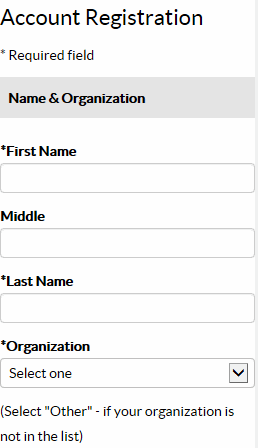 Account Registration
* Required field
Name & Organization
*First Name
Middle
*Last Name
*Organization
Select one
(Select "Other" - if your organization is
not in the list)